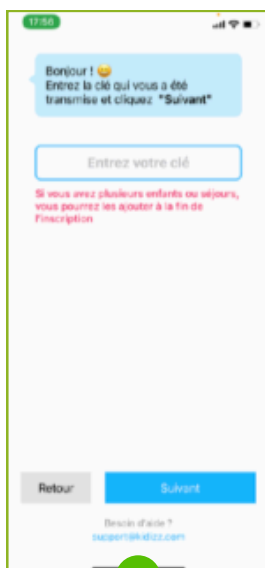 17:56
Bonjour ! 😄
Entrez la clé qui vous a été
transmise et cliquez "Suivant"
Entrez votre clé
Si vous avez plusieurs enfants ou séjours,
vous pourrez les ajouter à la fin de
l'inscription
Retour
Suivant
Besoin d'aide ?
support@kidizz.com